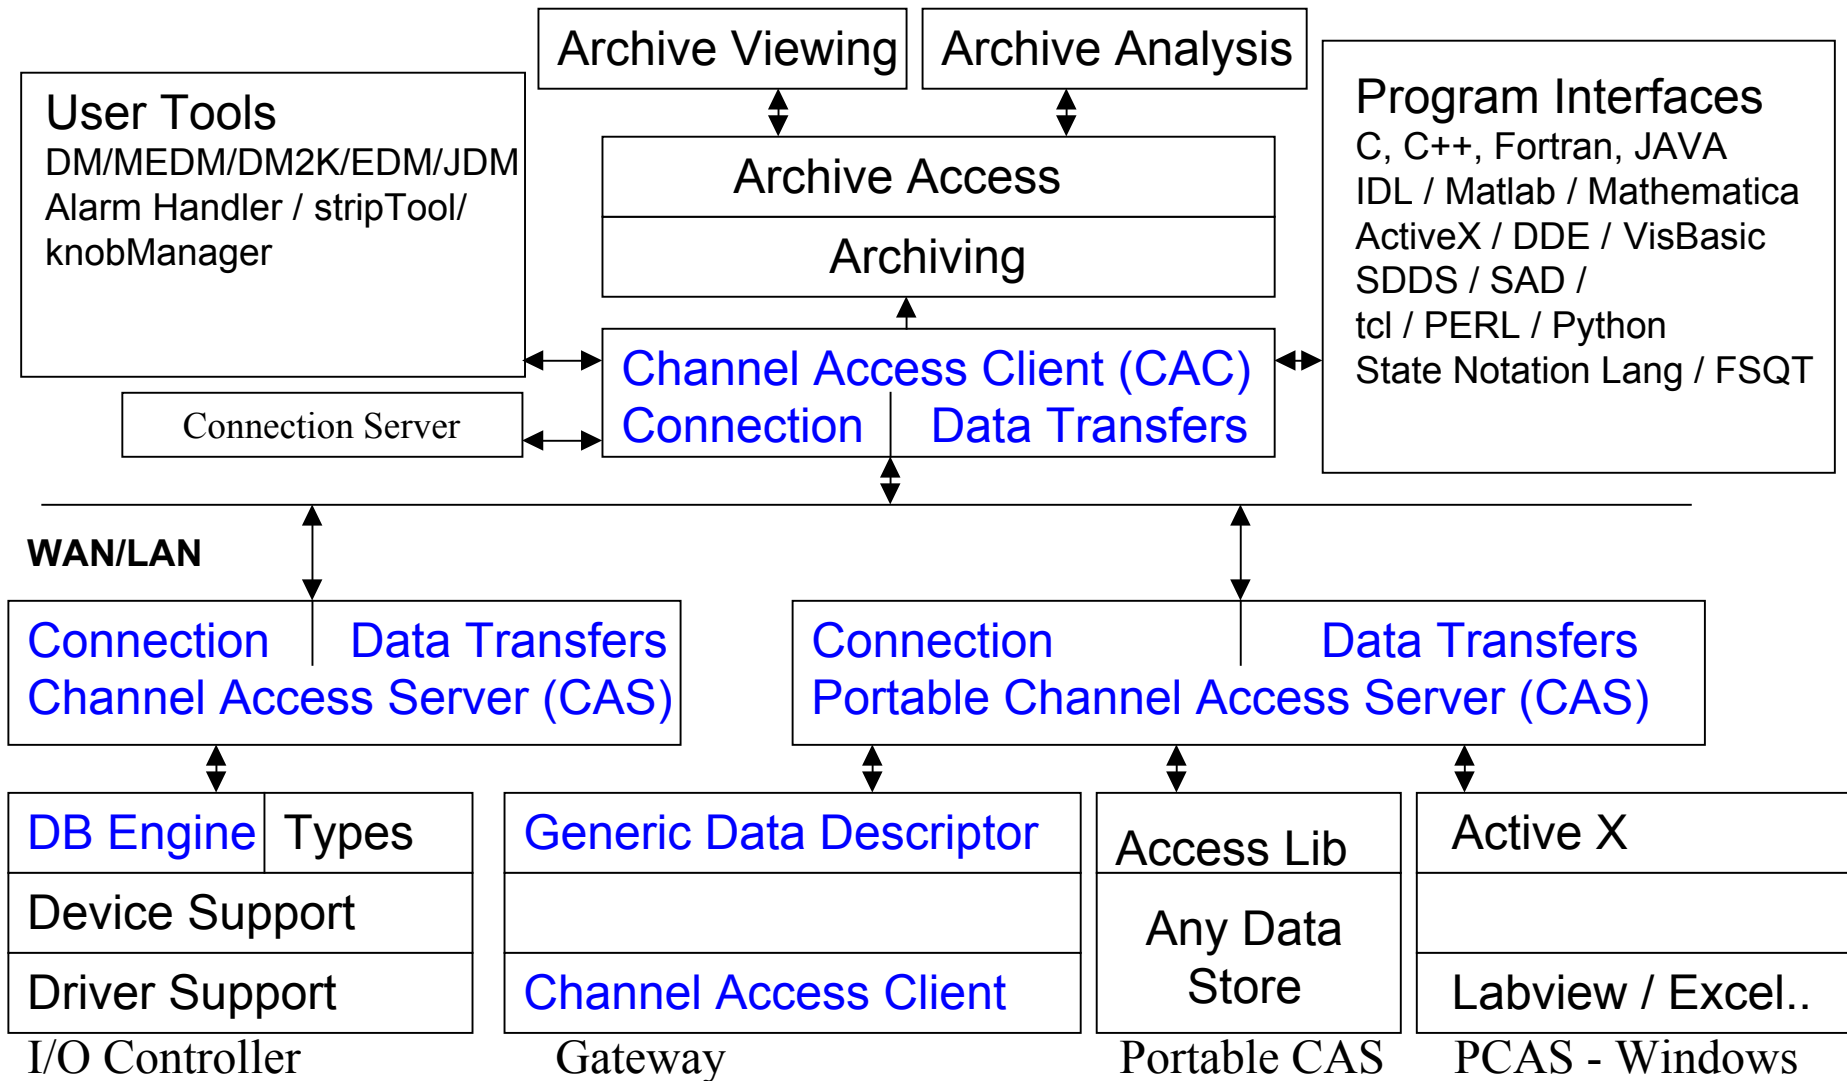 Archive Viewing
Archive Analysis
User Tools
DM/MEDM/DM2K/EDM/JDM
Alarm Handler / stripTool/
knobManager
Archive Access
Archiving
Program Interfaces
C, C++, Fortran, JAVA
IDL / Matlab / Mathematica
ActiveX / DDE / VisBasic
SDDS / SAD /
tcl / PERL / Python
State Notation Lang / FSQT
Channel Access Client (CAC)
Connection Data Transfers
Connection Server
WAN/LAN
Connection Data Transfers
Channel Access Server (CAS)
Connection Data Transfers
Portable Channel Access Server (CAS)
DB Engine Types
Device Support
Driver Support
I/O Controller
Generic Data Descriptor
Channel Access Client
Gateway
Access Lib
Any Data
Store
Portable CAS
Active X
Labview / Excel..
PCAS - Windows